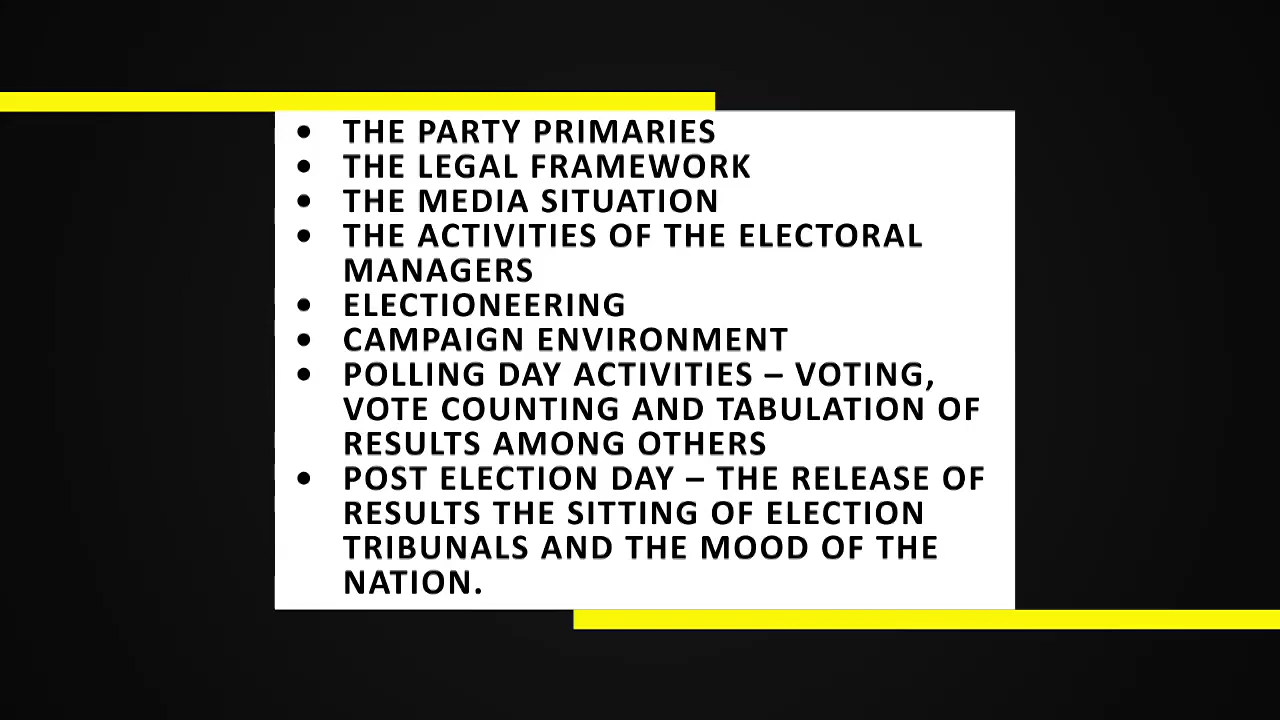 • THE PARTY PRIMARIES
• THE LEGAL FRAMEWORK
• THE MEDIA SITUATION
• THE ACTIVITIES OF THE ELECTORAL
MANAGERS
• ELECTIONEERING
• CAMPAIGN ENVIRONMENT
• POLLING DAY ACTIVITIES – VOTING,
VOTE COUNTING AND TABULATION OF
RESULTS AMONG OTHERS
• POST ELECTION DAY – THE RELEASE OF
RESULTS THE SITTING OF ELECTION
TRIBUNALS AND THE MOOD OF THE
NATION.